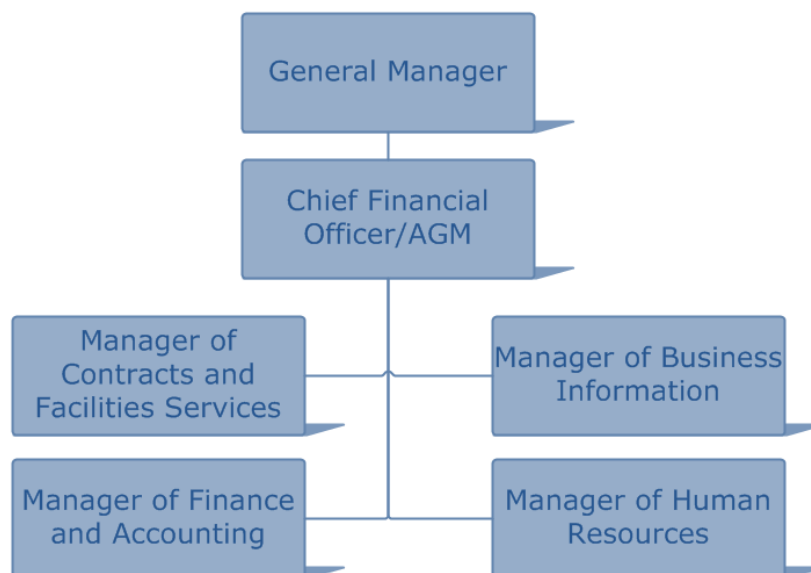 General Manager
Chief Financial
Officer/AGM
Manager of
Contracts and
Facilities Services
Manager of Business
Information
Manager of Finance
and Accounting
Manager of Human
Resources